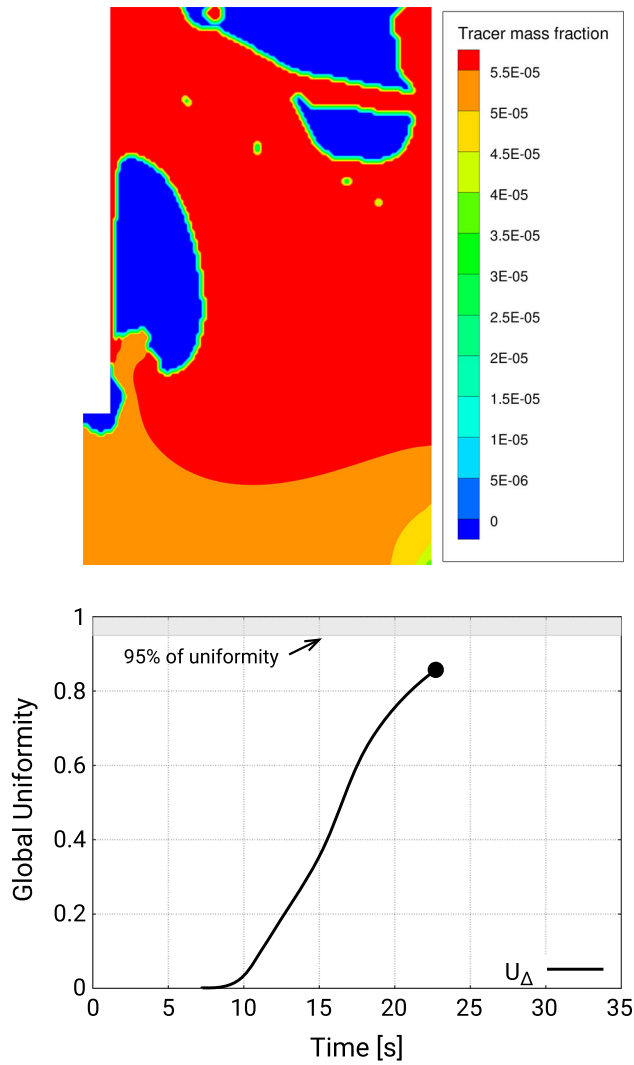 Tracer mass fraction
5.5E-05
5E-05
4.5E-05
4E-05
3.5E-05
3E-05
2.5E-05
2E-05
1.5E-05
1E-05
5E-06
0
1
95% of uniformity
0.8
0.6
0.4
0.2
0
Global Uniformity
U∆
0 5 10 15 20 25 30 35
Time [s]